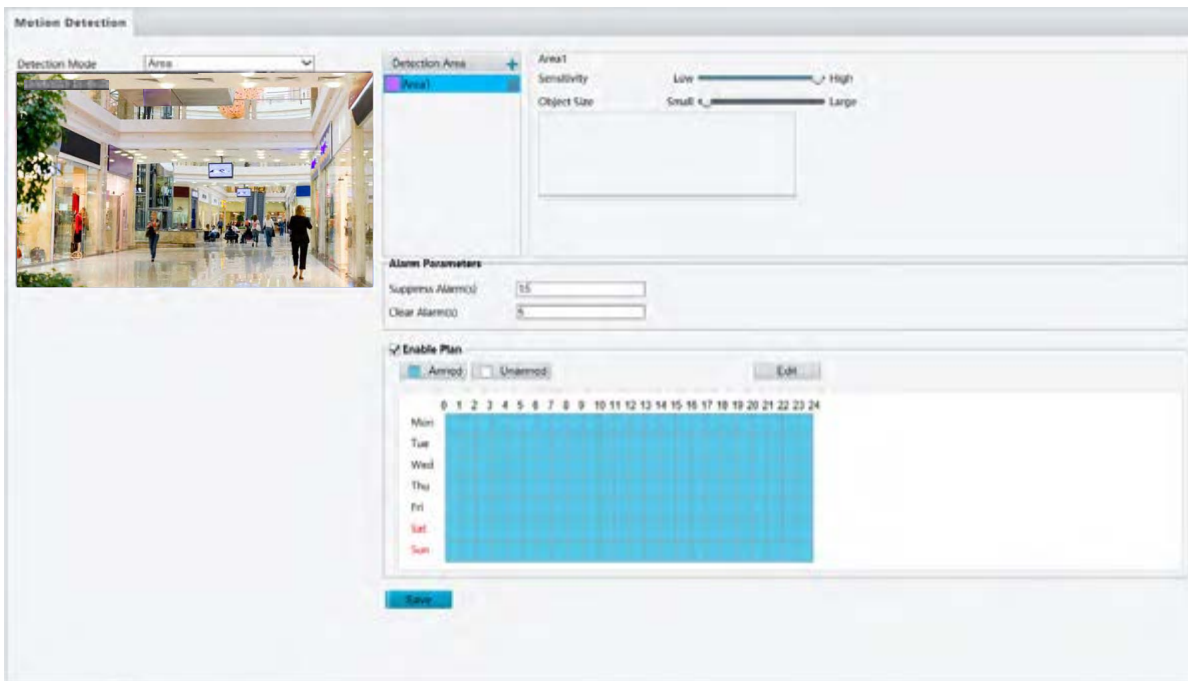 Motion Detection
Detection Mode
Area
Detection Area
Area1
Area1
Sensitivity
Low
High
Object Size
Small
Large
Alarm Parameters
Suppress Alarm(s)
15
Clear Alarm(s)
Enable Plan
Armed
Unarmed
Edit
0 1 2 3 4 5 6 7 8 9 10 11 12 13 14 15 16 17 18 19 20 21 22 23 24
Mon
Tue
Wed
Thu
Fri
Sat
Sun
Save